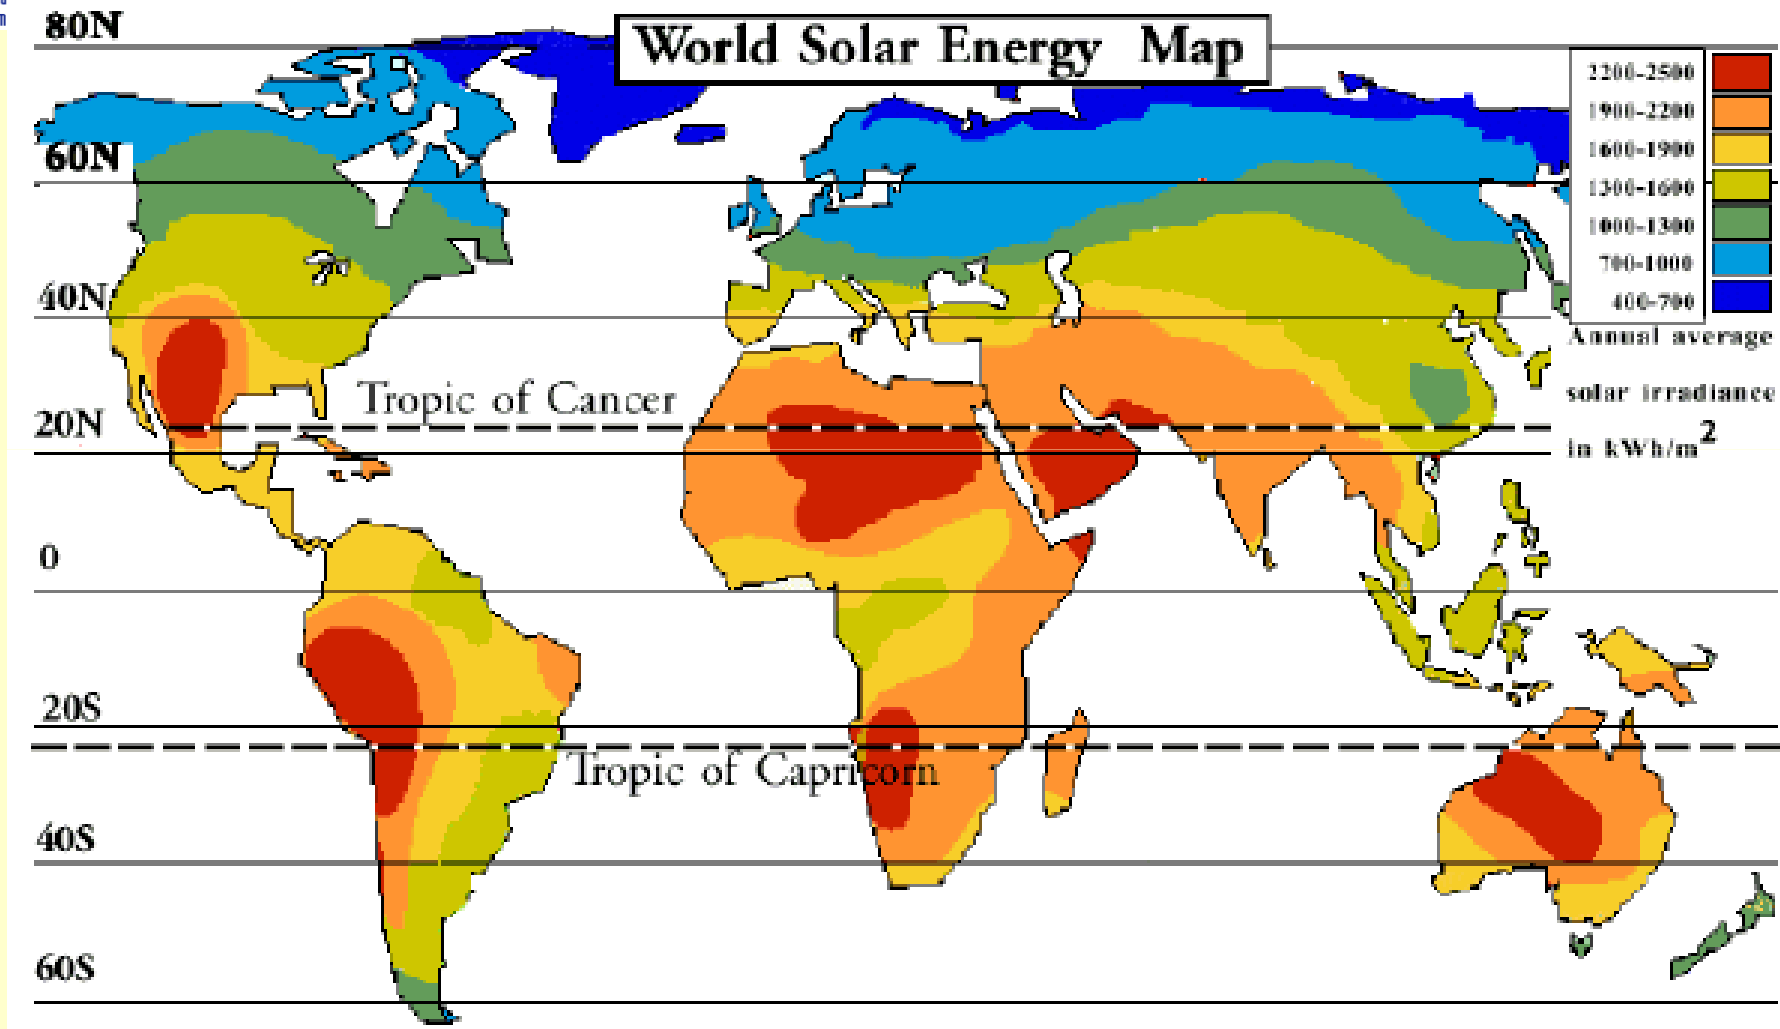 80N
World Solar Energy Map
2200-2500
1900-2200
1600-1900
60N
1300-1600
1000-1300
700-1000
40N
400-700
Annual average
Tropic of Cancer
solar irradiance
20N
in kWh/m²
0
20S
Tropic of Capricorn
40S
60S